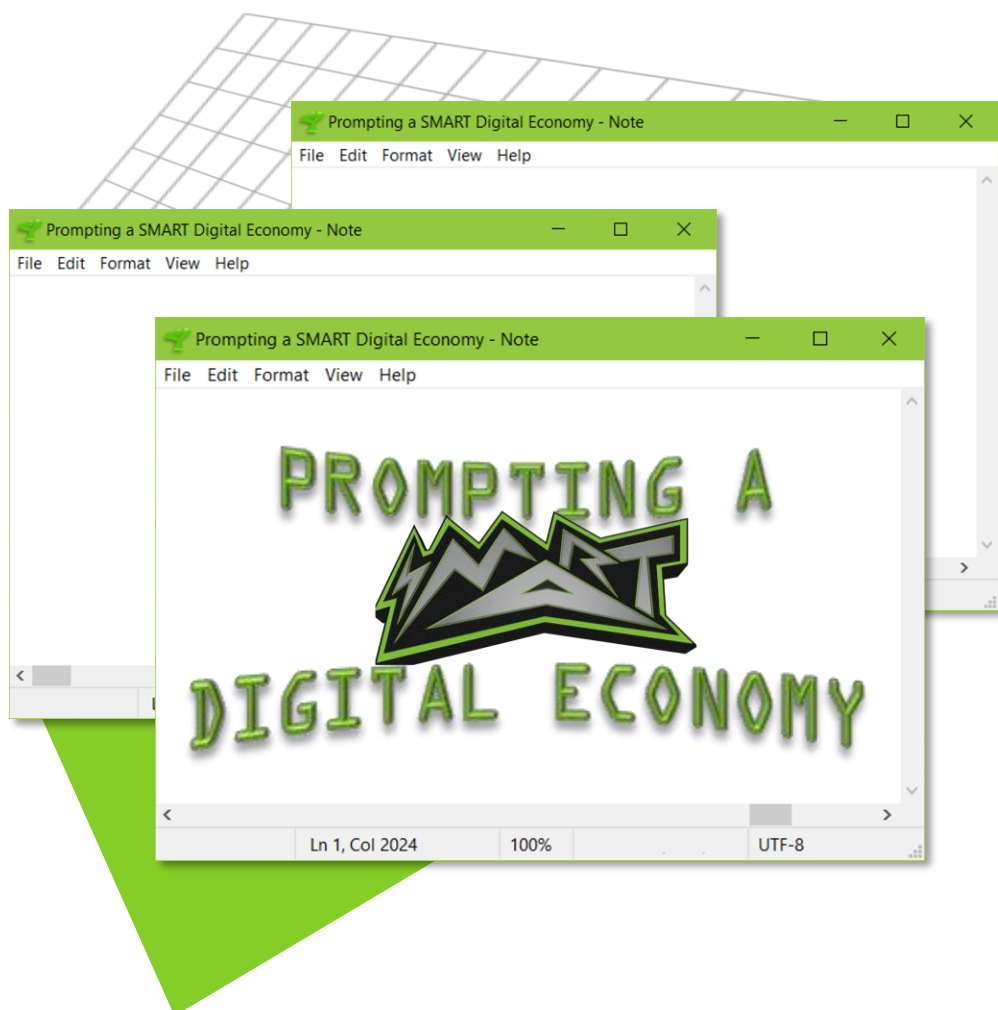 Prompting a SMART Digital Economy - Note
File Edit Format View Help
Prompting a SMART Digital Economy - Note
File Edit Format View Help
Prompting a SMART Digital Economy - Note
File Edit Format View Help
PROMPTING A
SMART
DIGITAL ECONOMY
Ln 1, Col 2024 100% UTF-8